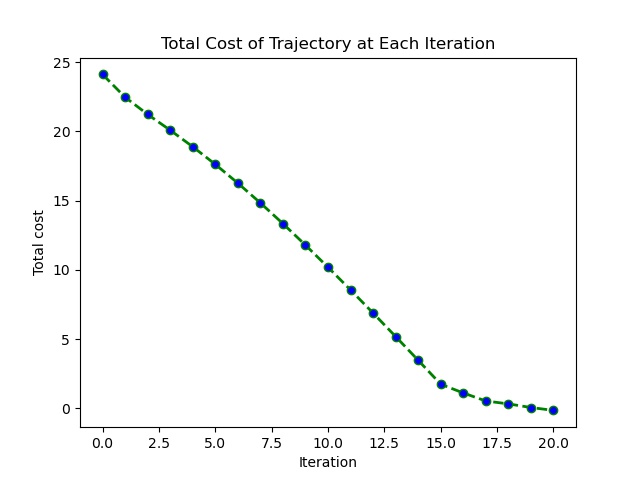 Total Cost of Trajectory at Each Iteration
25
20
15
10
5
0
Total cost
0.0 2.5 5.0 7.5 10.0 12.5 15.0 17.5 20.0
Iteration